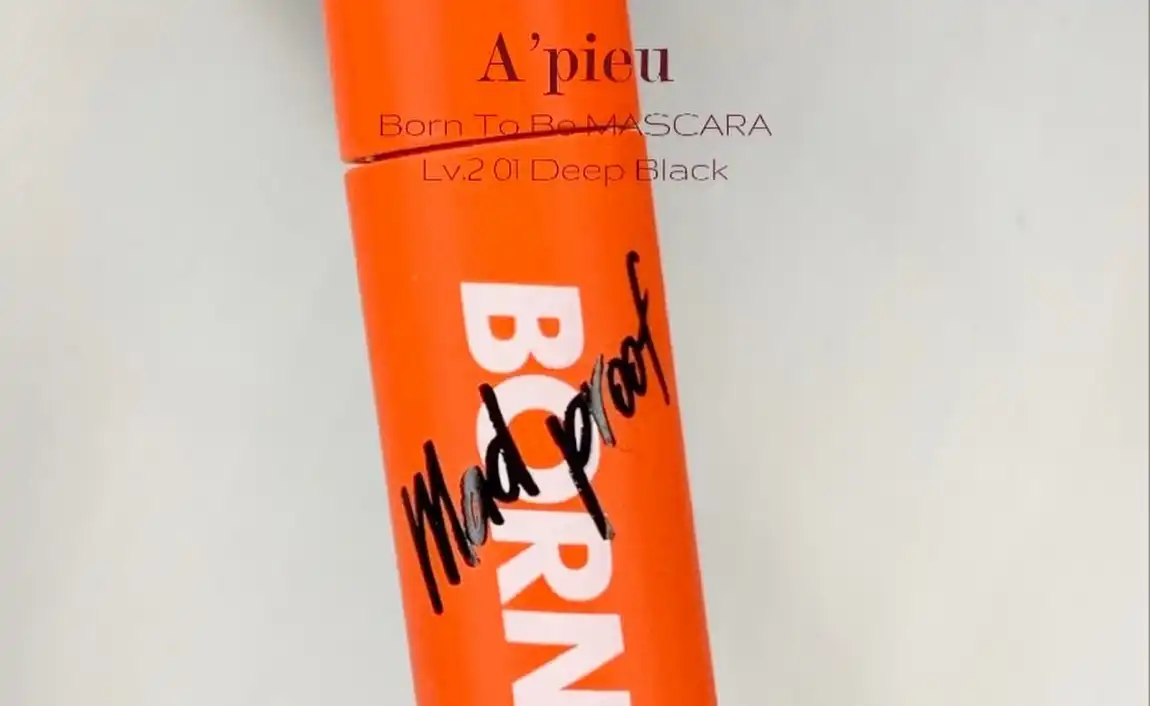 A'pieu
Born To Be MASCARA
Lv.2 01 Deep Black
BORN
Mad proof